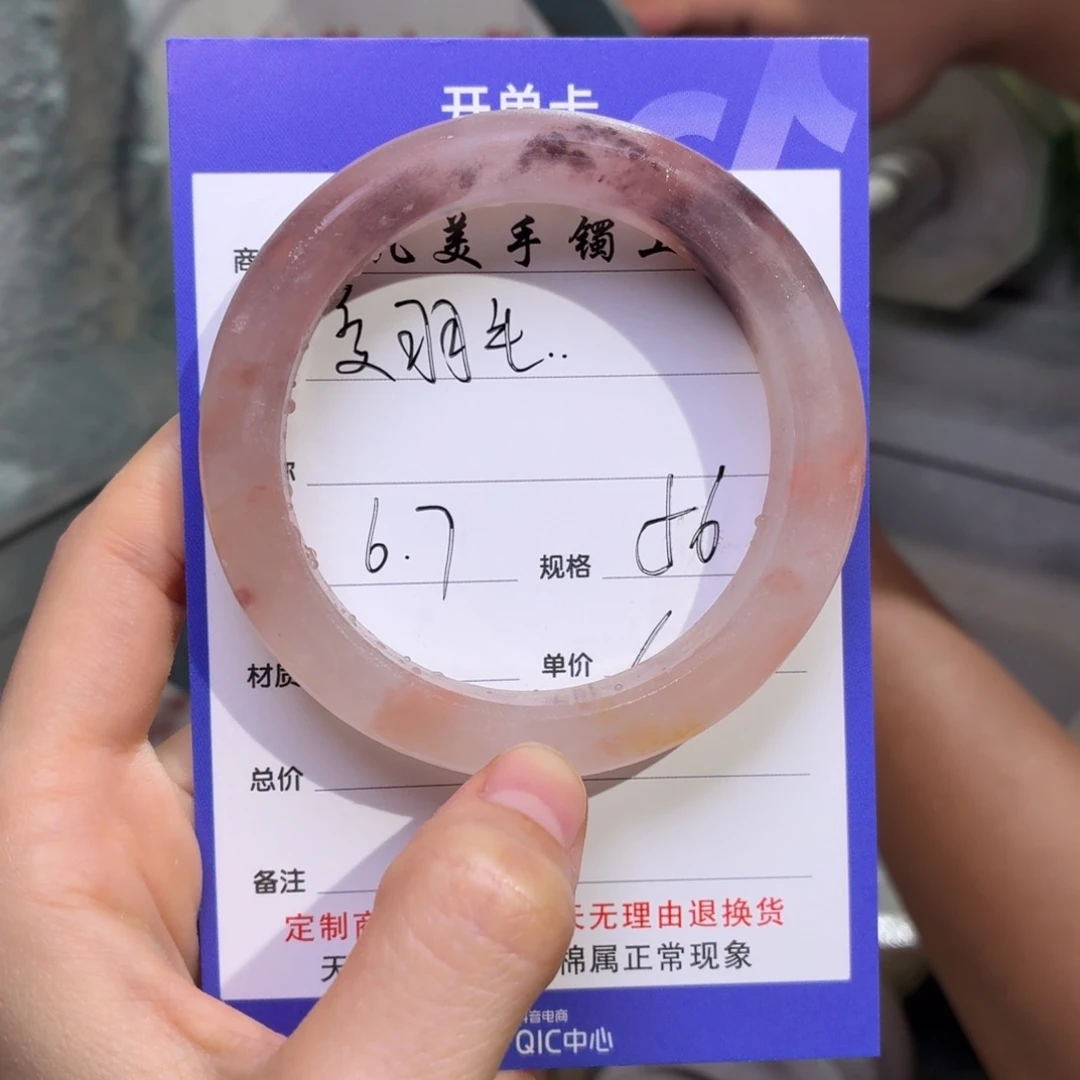 开单卡
美手镯
羽毛..
6.7 规格 56
材质 单价
总价
备注
定制商 天无理由退换货
天 棉属正常现象
抖音电商
QIC中心